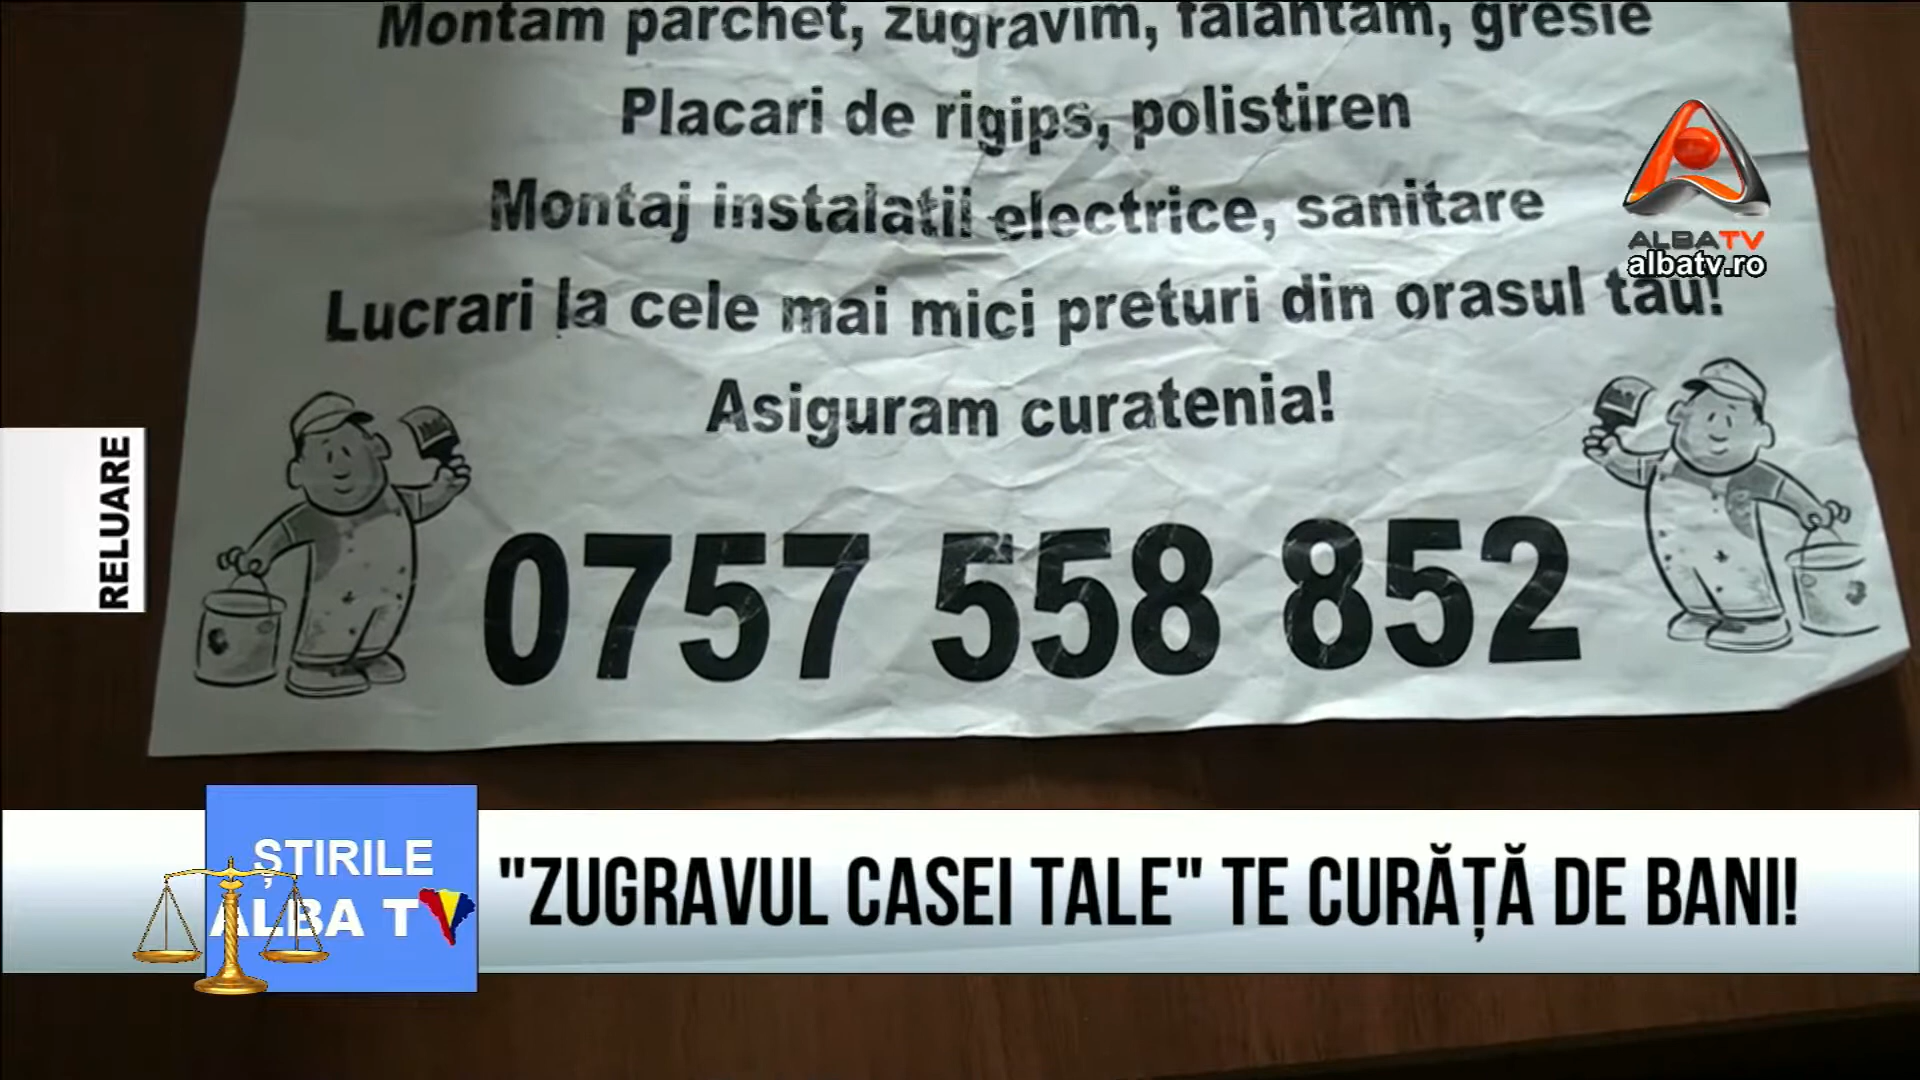 Montam parchet, zugravim, faiantam, gresie
Placari de rigips, polistiren
Montaj instalatii electrice, sanitare
Lucrari la cele mai mici preturi din orasul tau!
Asiguram curatenia!
0757 558 852
ALBA TV
albatv.ro
RELUARE
ȘTIRILE
ALBA TV
"ZUGRAVUL CASEI TALE" TE CURĂȚĂ DE BANI!